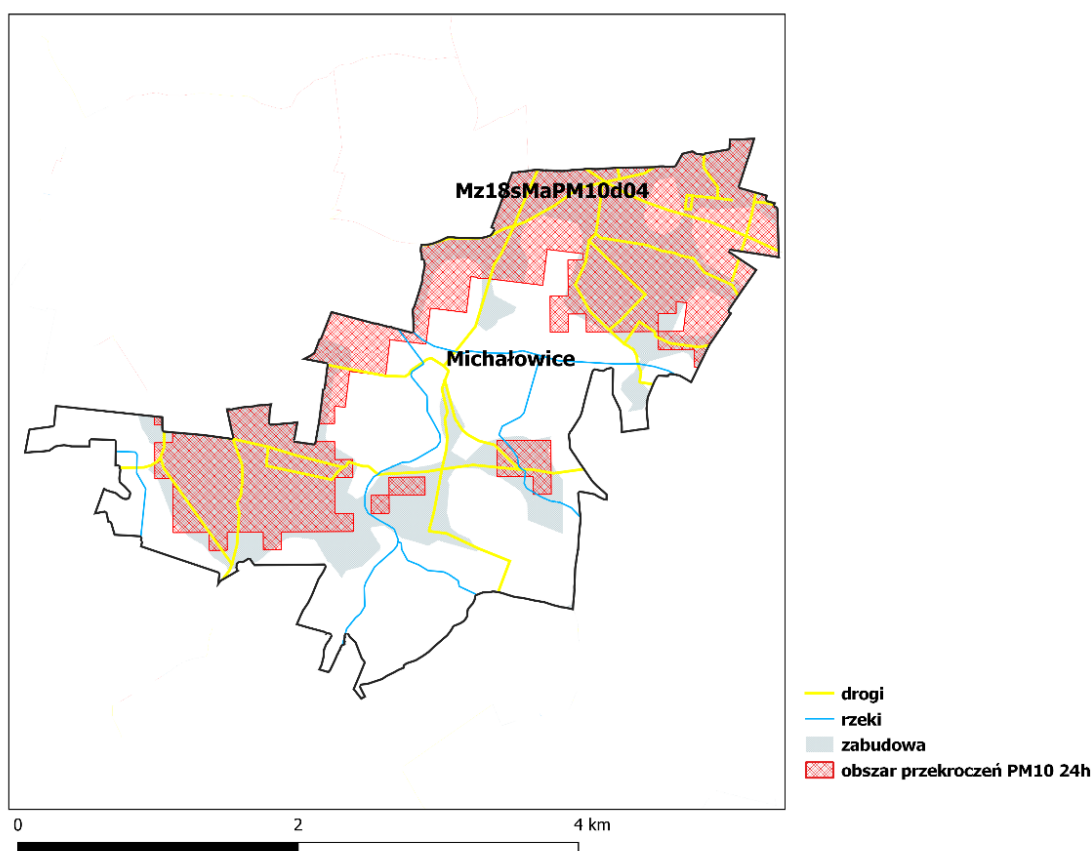 Mz18sMaPM10d04
Michałowice
drogi
rzeki
zabudowa
obszar przekroczeń PM10 24h
0 2 4 km